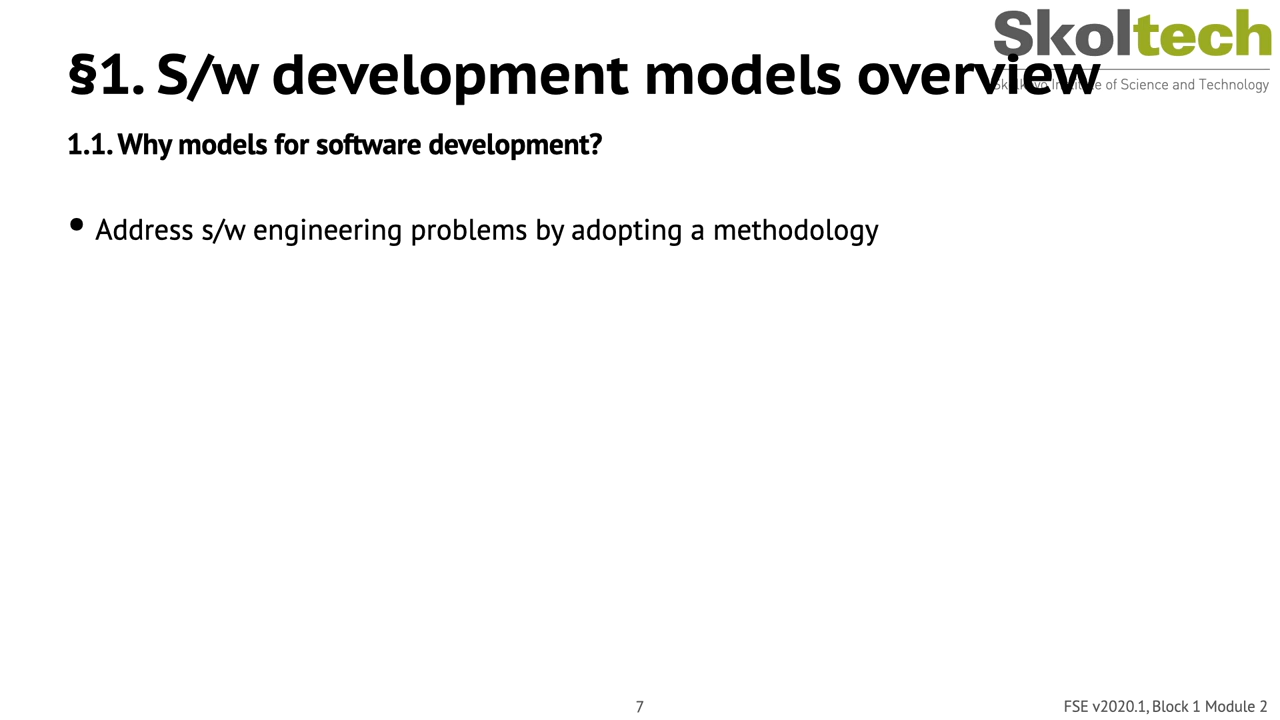 Skoltech
§1. S/w development models overview
Institute of Science and Technology
1.1. Why models for software development?
• Address s/w engineering problems by adopting a methodology
7
FSE v2020.1, Block 1 Module 2